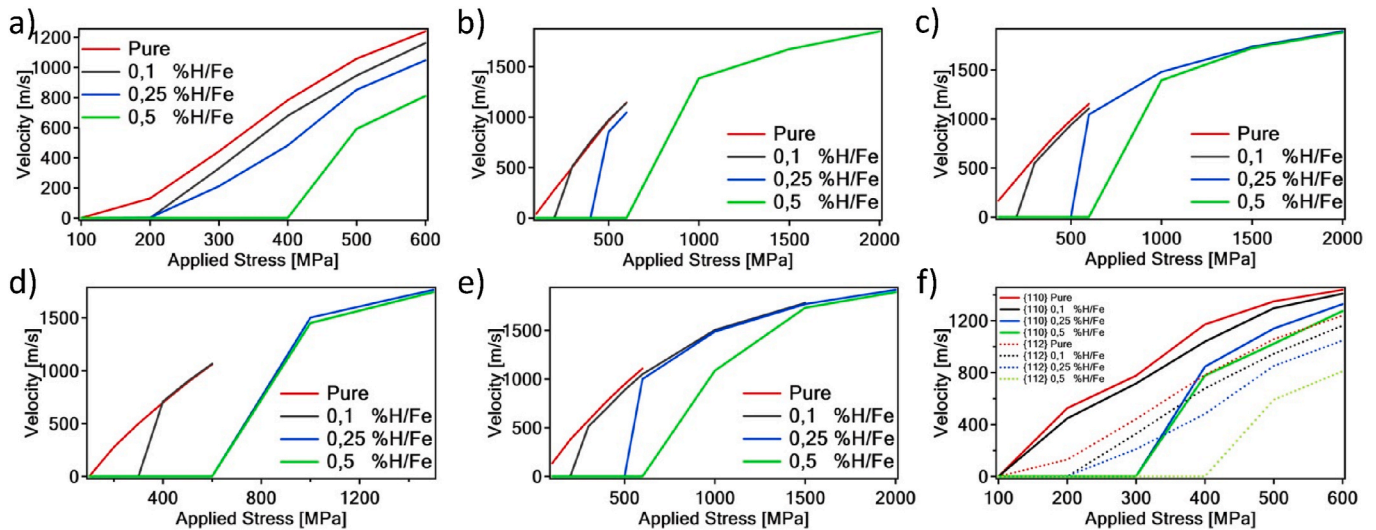 a)
1200
1000
800
600
400
200
0
Velocity [m/s]
Pure
0,1 %H/Fe
0,25 %H/Fe
0,5 %H/Fe
100 200 300 400 500 600
Applied Stress [MPa]
b)
1500
1000
500
0
Velocity [m/s]
Pure
0,1 %H/Fe
0,25 %H/Fe
0,5 %H/Fe
500 1000 1500 2000
Applied Stress [MPa]
c)
1500
1000
500
0
Velocity [m/s]
Pure
0,1 %H/Fe
0,25 %H/Fe
0,5 %H/Fe
500 1000 1500 2000
Applied Stress [MPa]
d)
1500
1000
500
0
Velocity [m/s]
Pure
0,1 %H/Fe
0,25 %H/Fe
0,5 %H/Fe
400 800 1200
Applied Stress [MPa]
e)
1500
1000
500
0
Velocity [m/s]
Pure
0,1 %H/Fe
0,25 %H/Fe
0,5 %H/Fe
500 1000 1500 2000
Applied Stress [MPa]
f)
1200
800
400
0
Velocity [m/s]
{110} Pure
{110} 0,1 %H/Fe
{110} 0,25 %H/Fe
{110} 0,5 %H/Fe
{112} Pure
{112} 0,1 %H/Fe
{112} 0,25 %H/Fe
{112} 0,5 %H/Fe
100 200 300 400 500 600
Applied Stress [MPa]